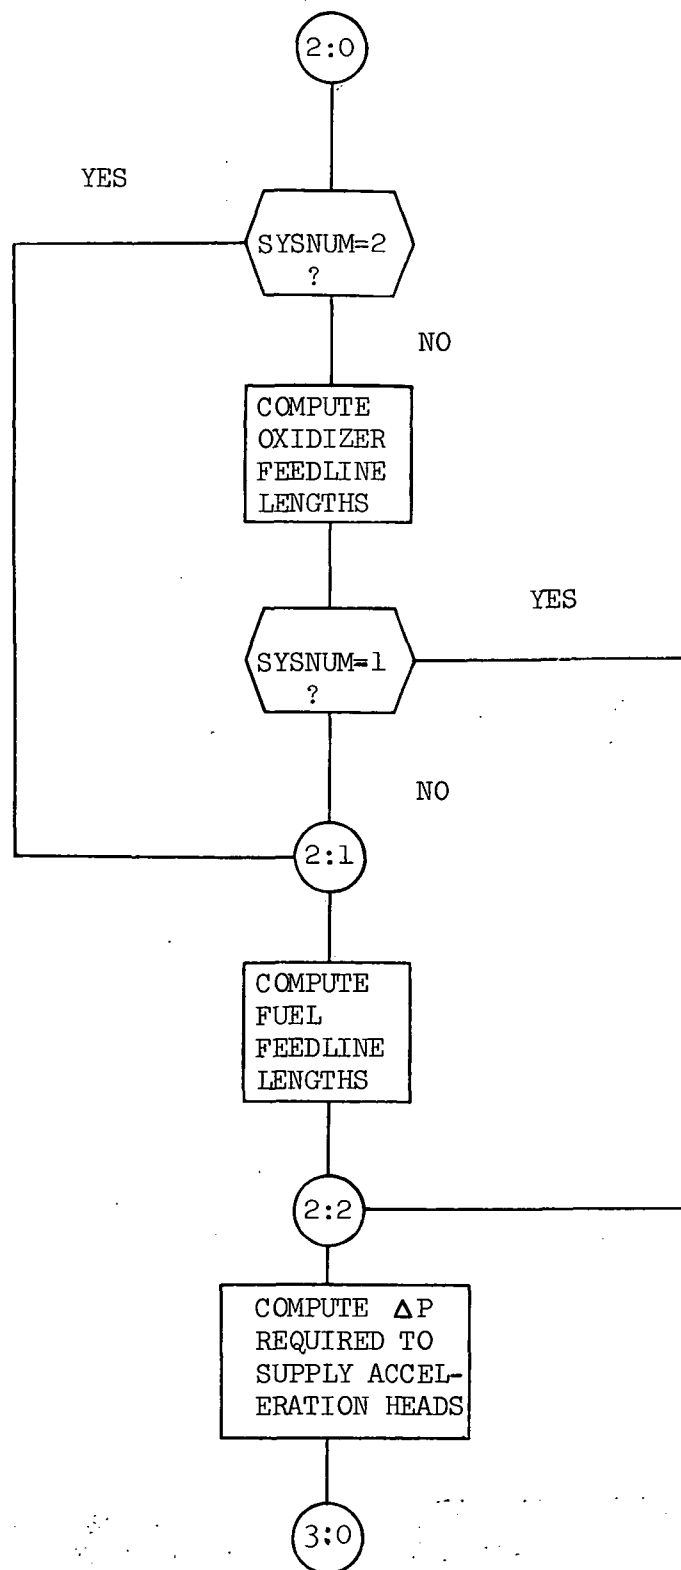 2:0
YES
SYSNUM=2
?
NO
COMPUTE
OXIDIZER
FEEDLINE
LENGTHS
YES
SYSNUM=1
?
NO
2:1
COMPUTE
FUEL
FEEDLINE
LENGTHS
2:2
COMPUTE ΔP
REQUIRED TO
SUPPLY ACCEL-
ERATION HEADS
3:0